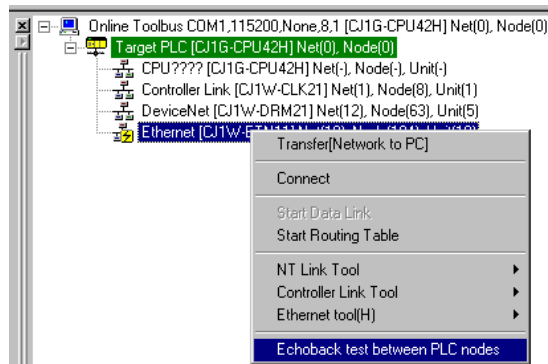 Online Toolbus COM1,115200,None,8,1 [CJ1G-CPU42H] Net(0), Node(0)
Target PLC [CJ1G-CPU42H] Net(0), Node(0)
CPU???? [CJ1G-CPU42H] Net(-), Node(-), Unit(-)
Controller Link [CJ1W-CLK21] Net(1), Node(8), Unit(1)
DeviceNet [CJ1W-DRM21] Net(12), Node(63), Unit(5)
Ethernet [CJ1W-ETN11]
Transfer[Network to PC]
Connect
Start Data Link
Start Routing Table
NT Link Tool
Controller Link Tool
Ethernet tool(H)
Echoback test between PLC nodes